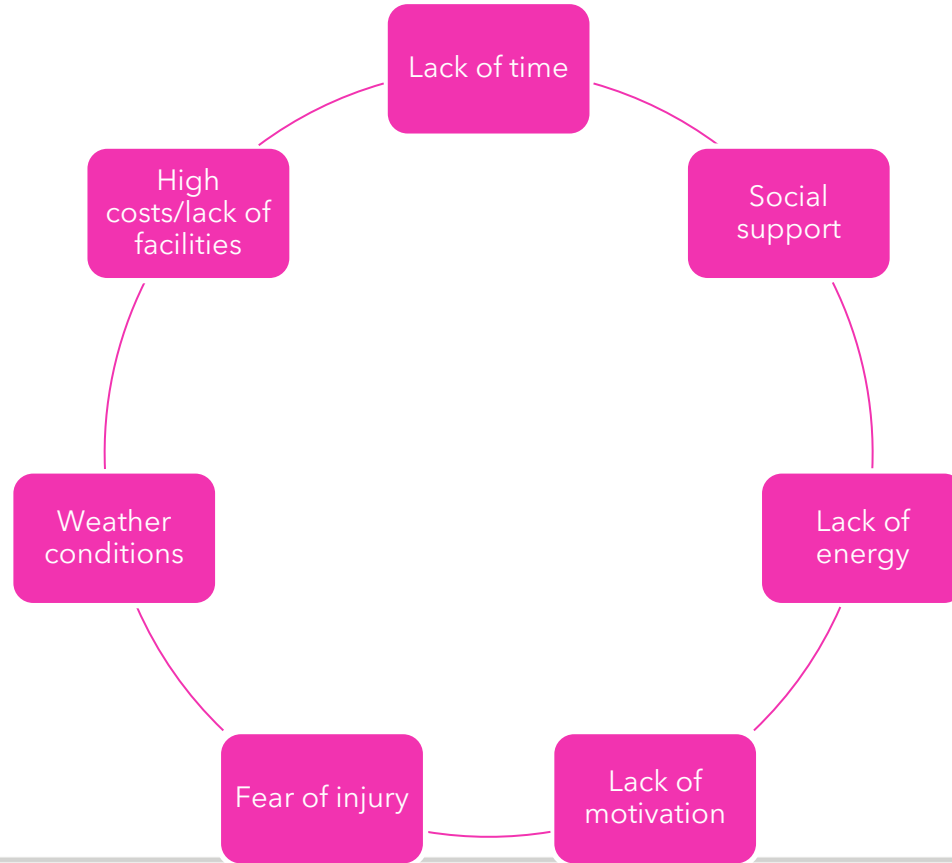 Lack of time
Social
support
Lack of
energy
Lack of
motivation
Fear of injury
Weather
conditions
High
costs/lack of
facilities